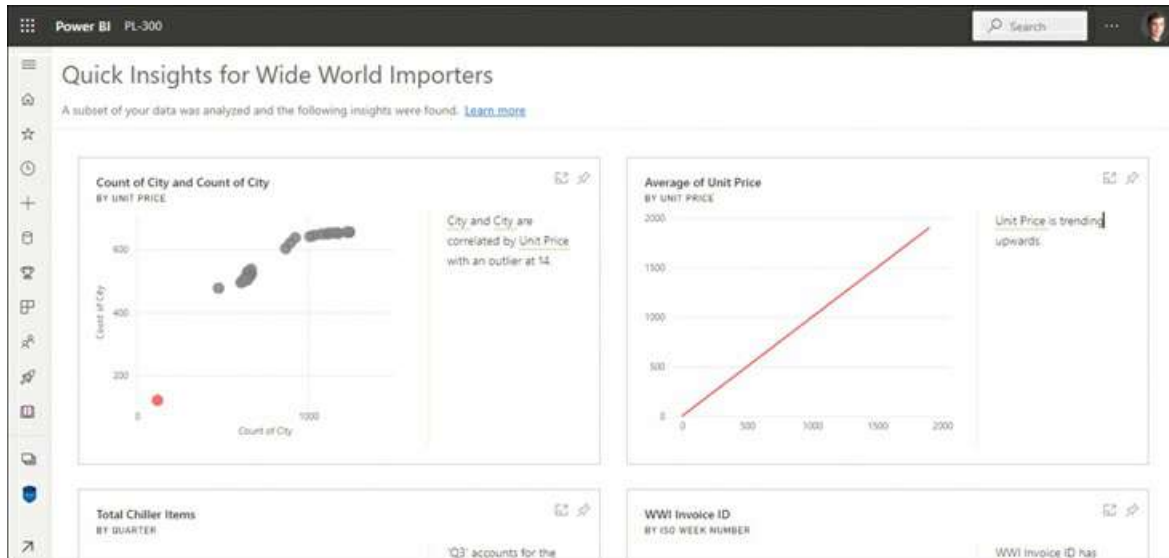 Power BI PL-300
Search
Quick Insights for Wide World Importers
A subset of your data was analyzed and the following insights were found. Learn more
Count of City and Count of City
BY UNIT PRICE
600
400
200
0
1000
Count of City
Count of City
City and City are
correlated by Unit Price
with an outlier at 14.
Average of Unit Price
BY UNIT PRICE
2000
1500
1000
500
0
0
500
1000
1500
2000
Unit Price is trending
upwards.
Total Chiller Items
BY QUARTER
'Q3' accounts for the
WWI Invoice ID
BY ISO WEEK NUMBER
WWI Invoice ID has